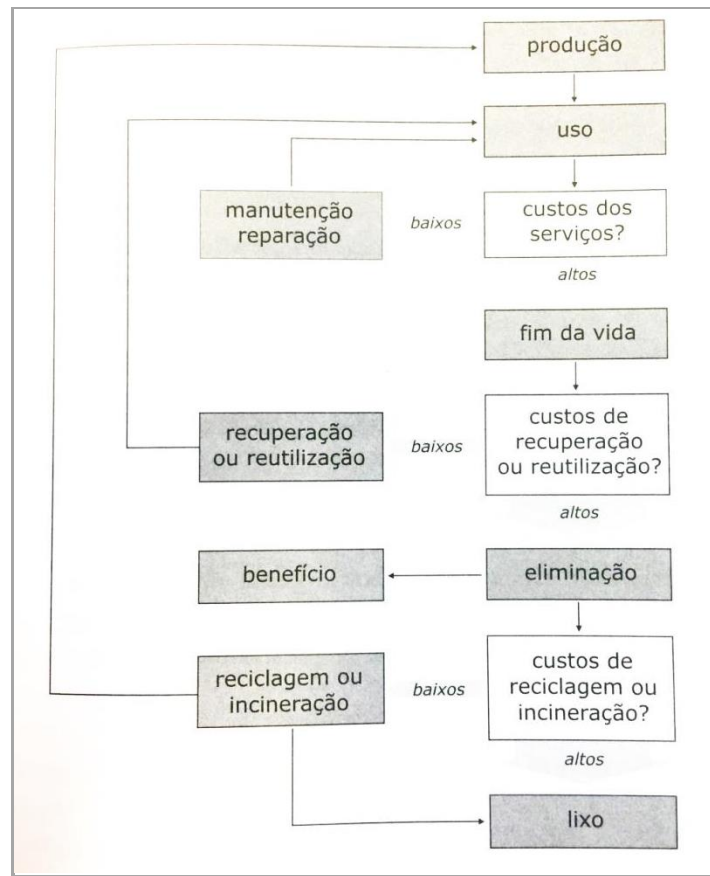 produção
uso
manutenção
reparação
baixos
custos dos
serviços?
altos
fim da vida
recuperação
ou reutilização
baixos
custos de
recuperação
ou reutilização?
altos
benefício
eliminação
reciclagem ou
incineração
baixos
custos de
reciclagem ou
incineração?
altos
lixo